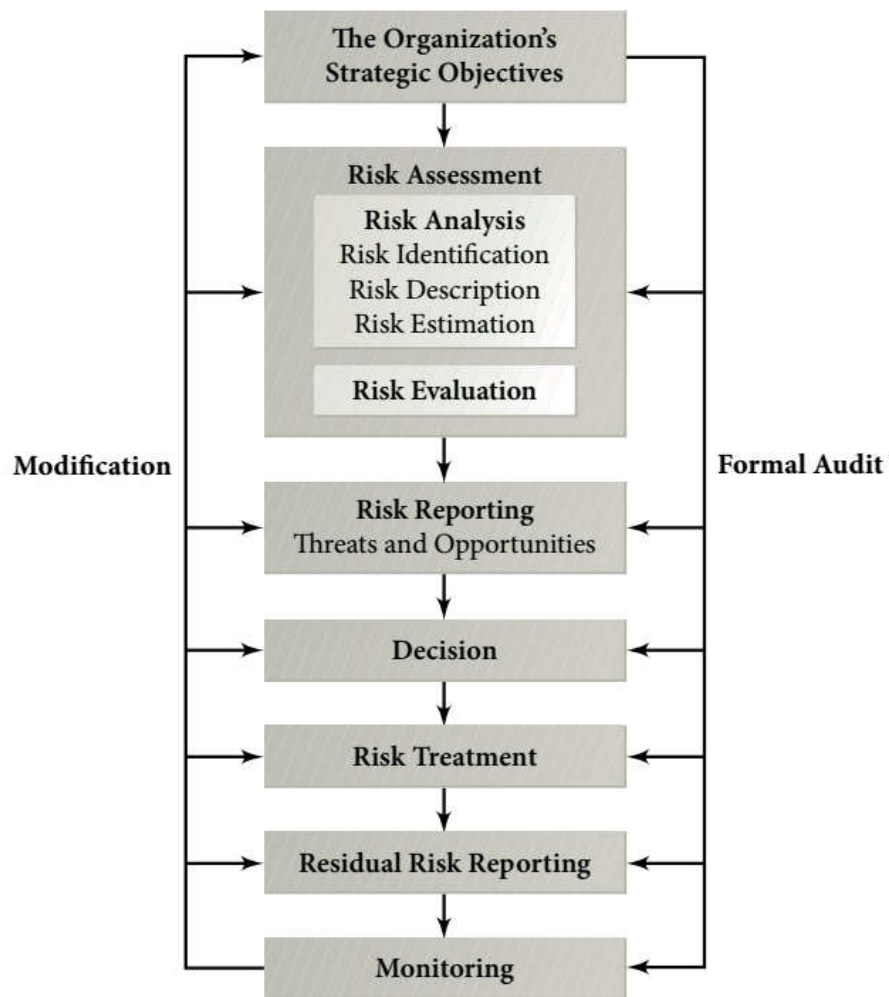 The Organization’s
Strategic Objectives
Risk Assessment
Risk Analysis
Risk Identification
Risk Description
Risk Estimation
Risk Evaluation
Modification
Formal Audit
Risk Reporting
Threats and Opportunities
Decision
Risk Treatment
Residual Risk Reporting
Monitoring